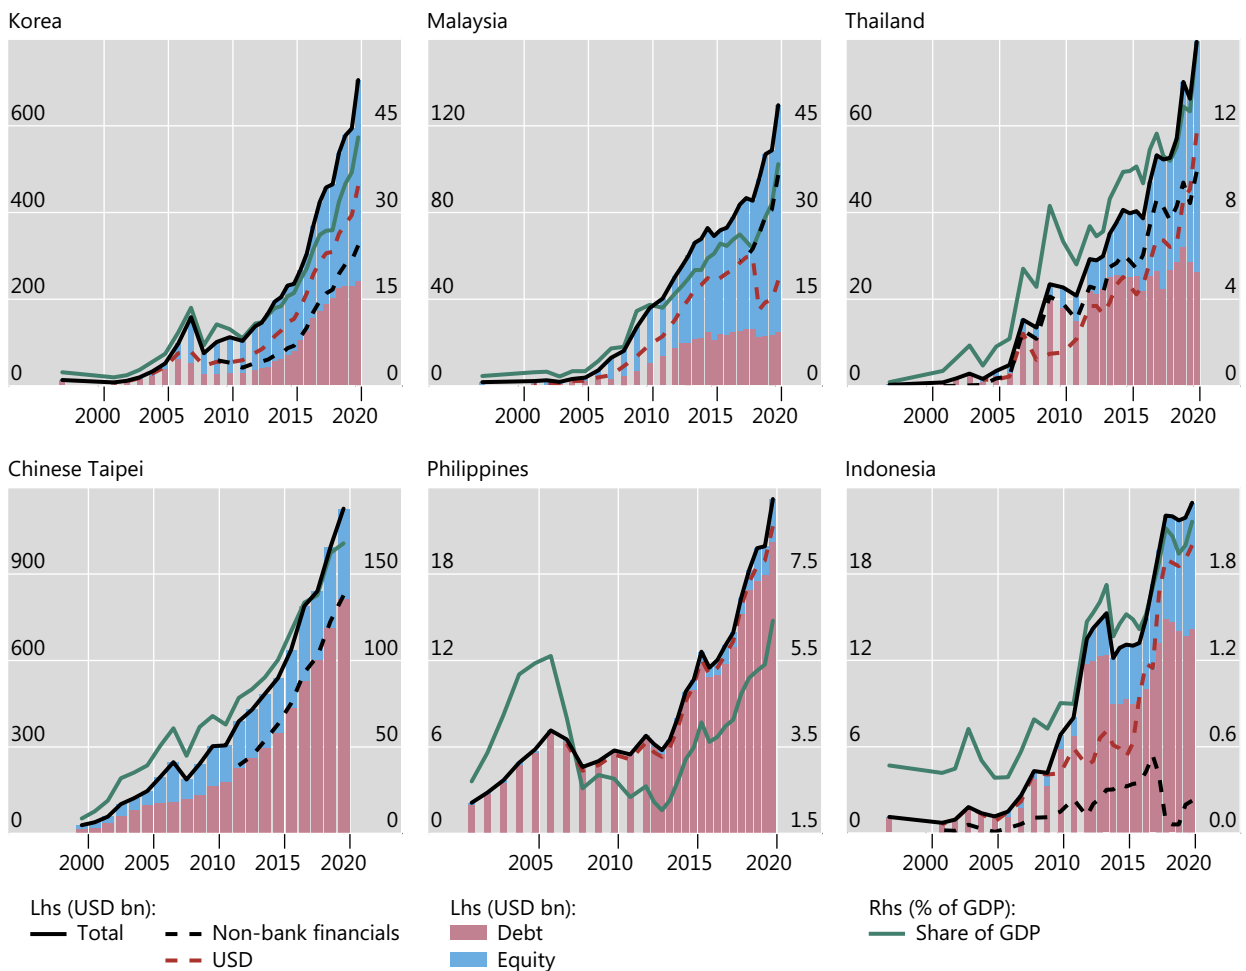 Korea Malaysia Thailand
600 45 120 45 60 12
400 30 80 30 40 8
200 15 40 15 20 4
0 0 0 0 0 0
2000 2005 2010 2015 2020 2000 2005 2010 2015 2020 2000 2005 2010 2015 2020
Chinese Taipei Philippines Indonesia
900 150 18 7.5 18 1.8
600 100 12 5.5 12 1.2
300 50 6 3.5 6 0.6
0 0 0 1.5 0 0.0
2000 2005 2010 2015 2020 2005 2010 2015 2020 2000 2005 2010 2015 2020
Lhs (USD bn): Lhs (USD bn): Rhs (% of GDP):
Total Non-bank financials Debt Share of GDP
USD Equity